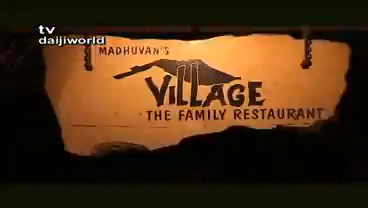 tv
daijiworld
MADHUVAN'S
VILLAGE
THE FAMILY RESTAURANT